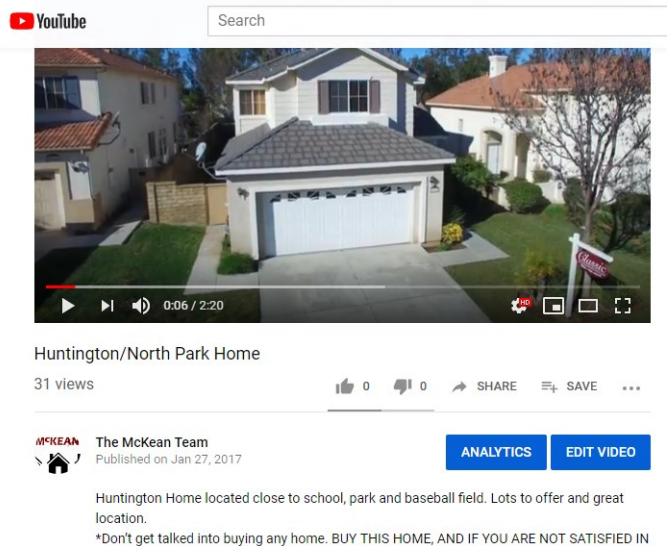 YouTube
Search
Classic
HD
0:06 / 2:20
Huntington/North Park Home
31 views
0
0
SHARE
SAVE
MCKEAN
The McKean Team
Published on Jan 27, 2017
ANALYTICS
EDIT VIDEO
Huntington Home located close to school, park and baseball field. Lots to offer and great
location.
*Don't get talked into buying any home. BUY THIS HOME, AND IF YOU ARE NOT SATISFIED IN